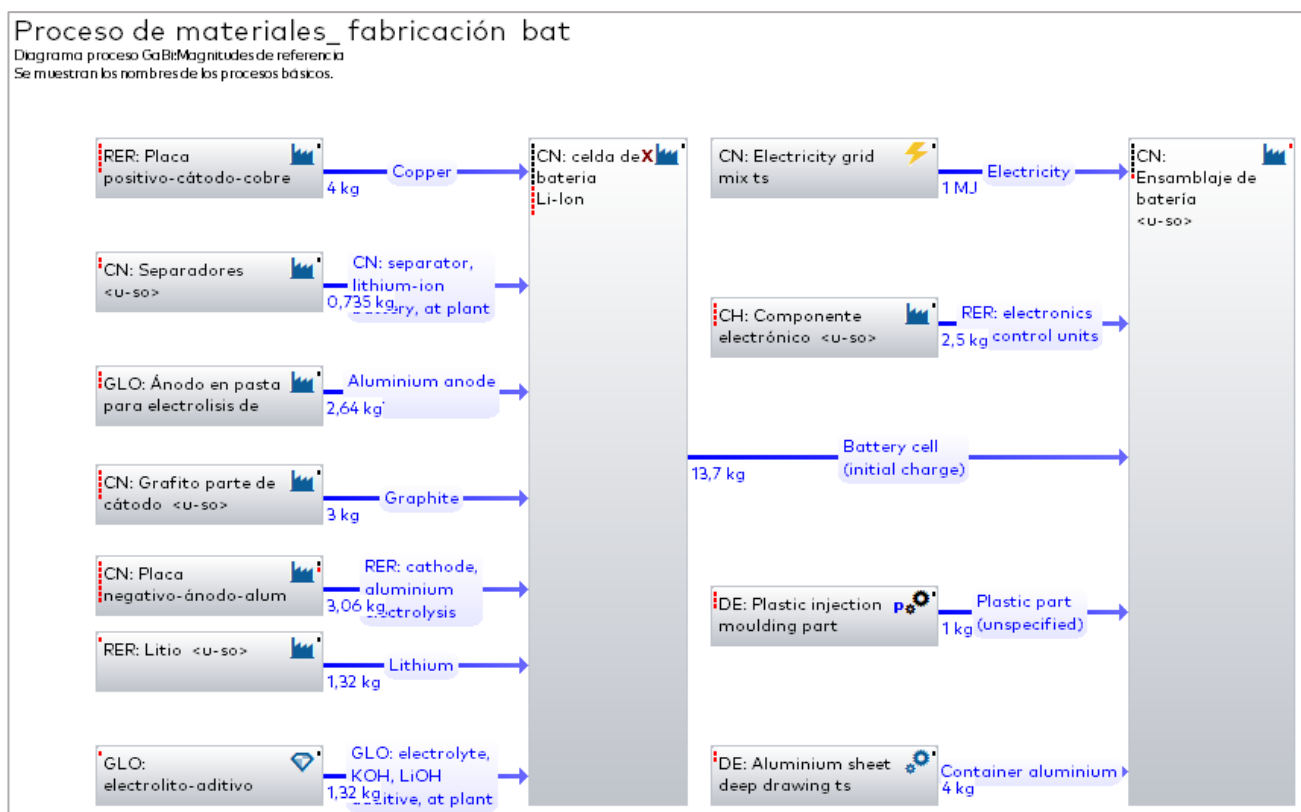 Proceso de materiales_ fabricación bat
Diagrama proceso GaBi:Magnitudes de referencia
Se muestran los nombres de los procesos básicos.
RER: Placa
positivo-cátodo-cobre
Copper
4 kg
CN: Separadores
<u-so>
CN: separator,
lithium-ion
battery, at plant
0,735 kg
GLO: Ánodo en pasta
para electrolisis de
Aluminium anode
2,64 kg
CN: Grafito parte de
cátodo <u-so>
Graphite
3 kg
CN: Placa
negativo-ánodo-alum
RER: cathode,
aluminium
electrolysis
3,06 kg
RER: Litio <u-so>
Lithium
1,32 kg
GLO:
electrolito-aditivo
GLO: electrolyte,
KOH, LiOH
additive, at plant
1,32 kg
CN: celda de X
bateria
Li-Ion
CN: Electricity grid
mix ts
Electricity
1 MJ
CH: Componente
electrónico <u-so>
RER: electronics
control units
2,5 kg
Battery cell
(initial charge)
13,7 kg
DE: Plastic injection
moulding part
p
Plastic part
(unspecified)
1 kg
DE: Aluminium sheet
deep drawing ts
Container aluminium
4 kg
CN:
Ensamblaje de
batería
<u-so>